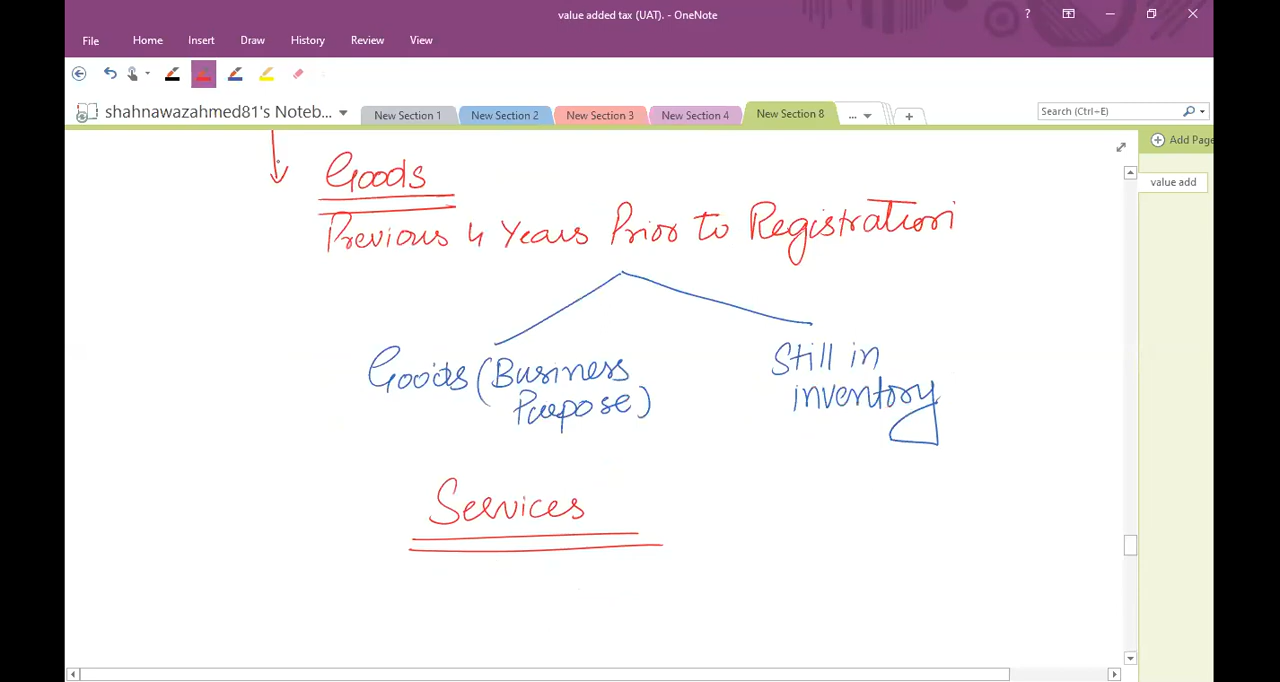 value added tax (UAT). - OneNote
?
File Home Insert Draw History Review View
shahnawazahmed81's Noteb... New Section 1 New Section 2 New Section 3 New Section 4 New Section 8 ... + Search (Ctrl+E)
Add Page
value add
Goods
Previous 4 Years Prior to Registration
Goods (Business
Purpose)
Still in
inventory
Services